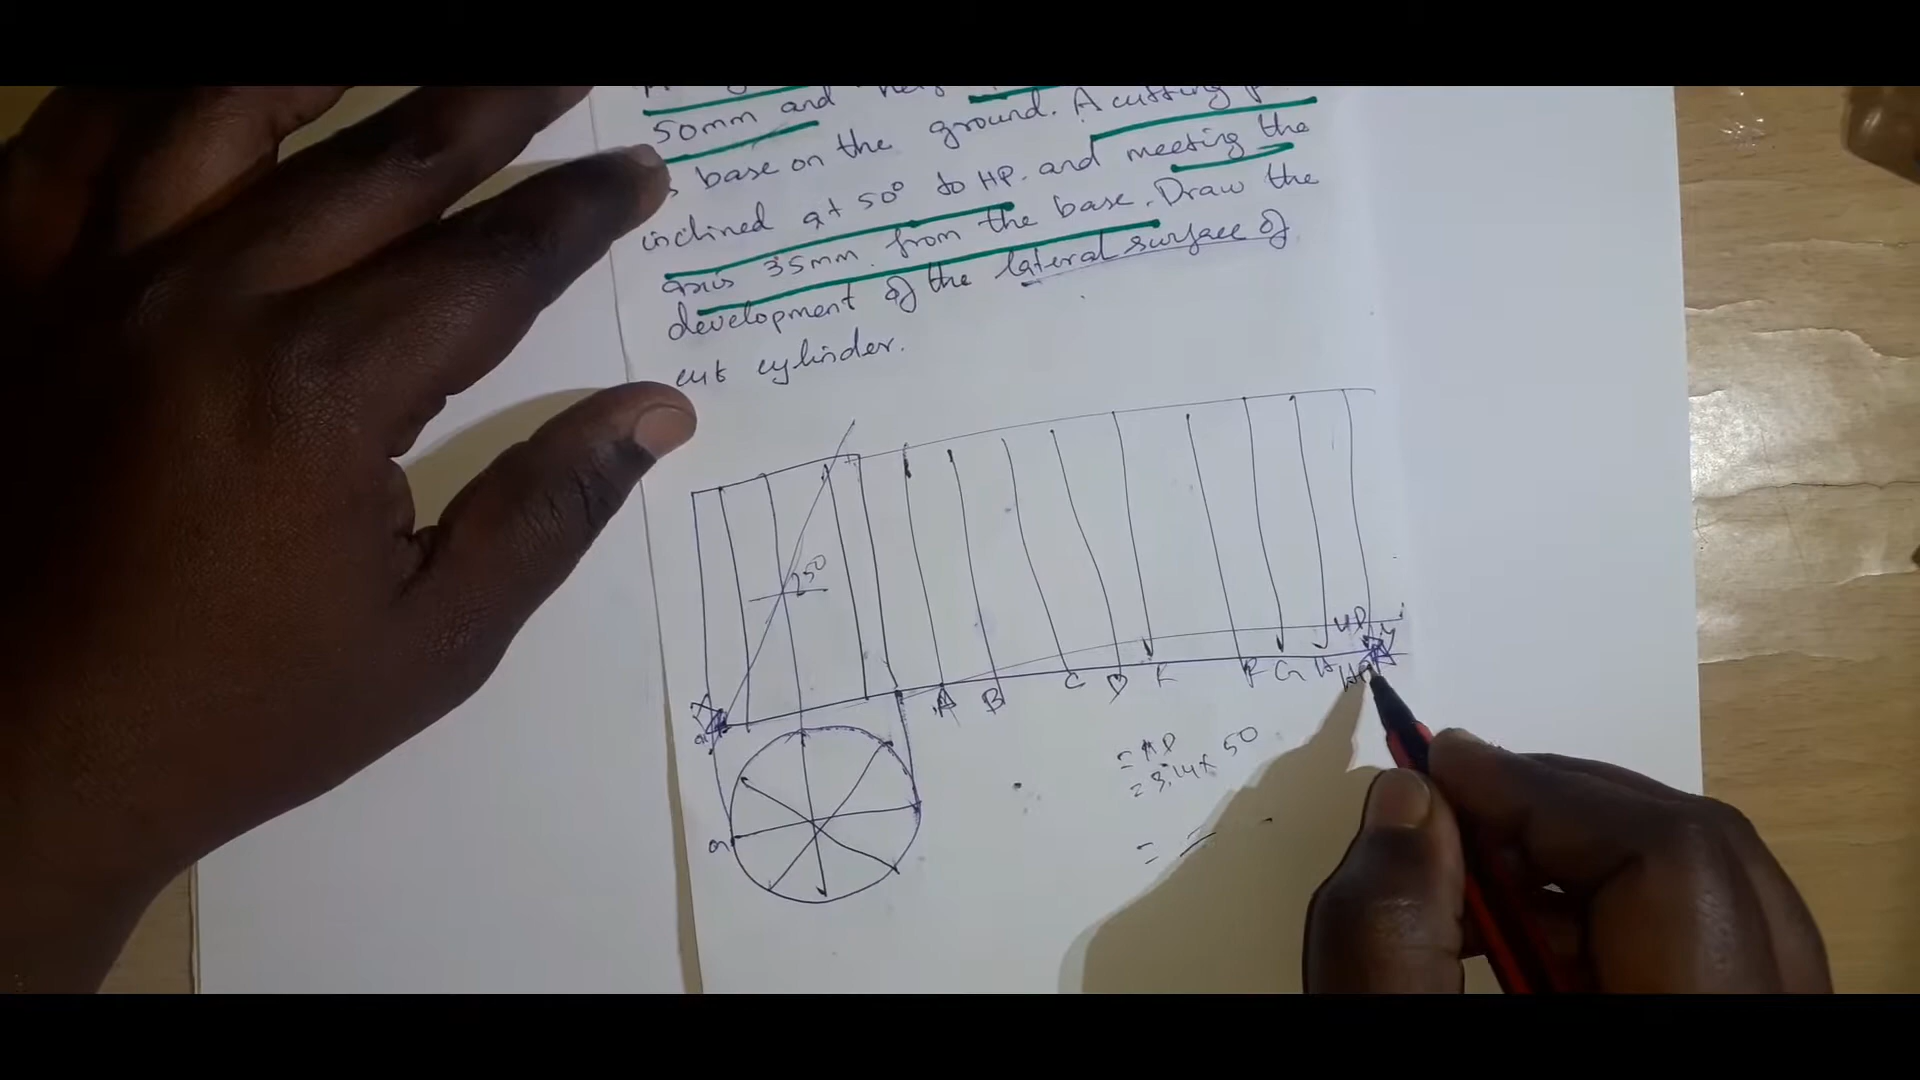 50mm and
base on the ground. A cutting
inclined at 50° to HP. and meeting the
axis 35mm. from the base. Draw the
development of the lateral surface of
cut cylinder.
50
VP
A B C D E F G H
a
= πD
= 3.14 × 50
=